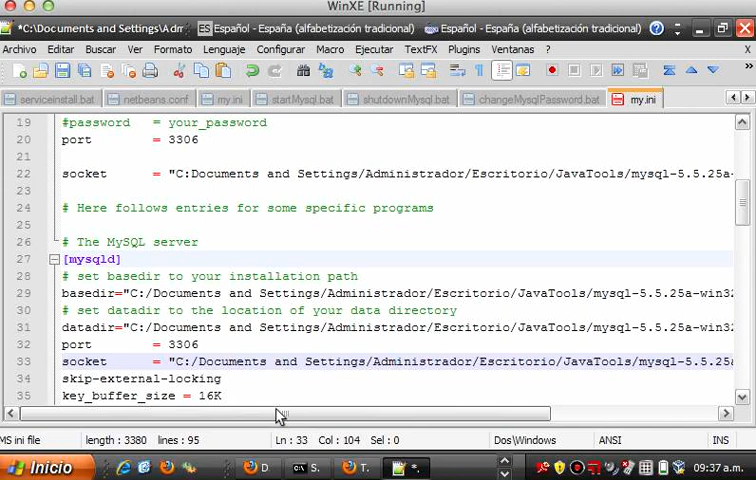 WinXE [Running]
*C:\Documents and Settings\Adm
ES Español - España (alfabetización tradicional) Español - España (alfabetización tradicional)
Archivo Editar Buscar Ver Formato Lenguaje Configurar Macro Ejecutar TextFX Plugins Ventanas ?
serviceinstall.bat netbeans.conf my.ini startMysql.bat shutdownMysql.bat changeMysqlPassword.bat my.ini
19 #password = your_password
20 port = 3306
21
22 socket = "C:Documents and Settings/Administrador/Escritorio/JavaTools/mysql-5.5.25a-
23
24 # Here follows entries for some specific programs
25
26 # The MySQL server
27 [mysqld]
28 # set basedir to your installation path
29 basedir="C:/Documents and Settings/Administrador/Escritorio/JavaTools/mysql-5.5.25a-win32
30 # set datadir to the location of your data directory
31 datadir="C:/Documents and Settings/Administrador/Escritorio/JavaTools/mysql-5.5.25a-win32
32 port = 3306
33 socket = "C:/Documents and Settings/Administrador/Escritorio/JavaTools/mysql-5.5.25a
34 skip-external-locking
35 key_buffer_size = 16K
MS ini file length : 3380 lines : 95 Ln : 33 Col : 104 Sel : 0 Dos\Windows ANSI INS
Inicio D S. T. *. 09:37 a.m.